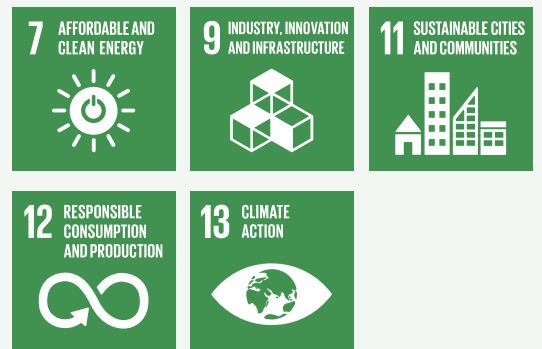 7 AFFORDABLE AND
CLEAN ENERGY
9 INDUSTRY, INNOVATION
AND INFRASTRUCTURE
11 SUSTAINABLE CITIES
AND COMMUNITIES
12 RESPONSIBLE
CONSUMPTION
AND PRODUCTION
13 CLIMATE
ACTION